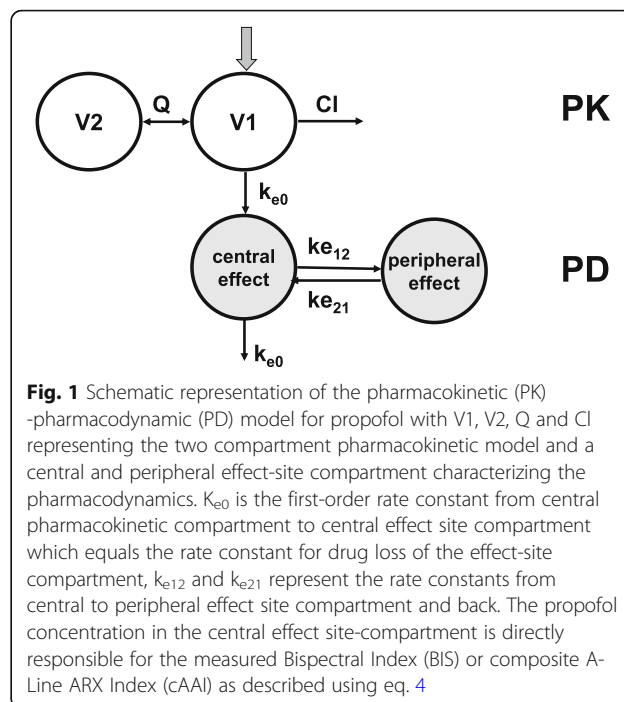 V2
Q
V1
Cl
PK
k_e0
central
effect
ke_12
ke_21
peripheral
effect
PD
k_e0
Fig. 1 Schematic representation of the pharmacokinetic (PK)
-pharmacodynamic (PD) model for propofol with V1, V2, Q and Cl
representing the two compartment pharmacokinetic model and a
central and peripheral effect-site compartment characterizing the
pharmacodynamics. K_e0 is the first-order rate constant from central
pharmacokinetic compartment to central effect site compartment
which equals the rate constant for drug loss of the effect-site
compartment, k_e12 and k_e21 represent the rate constants from
central to peripheral effect site compartment and back. The propofol
concentration in the central effect site-compartment is directly
responsible for the measured Bispectral Index (BIS) or composite A-
Line ARX Index (cAAI) as described using eq. 4